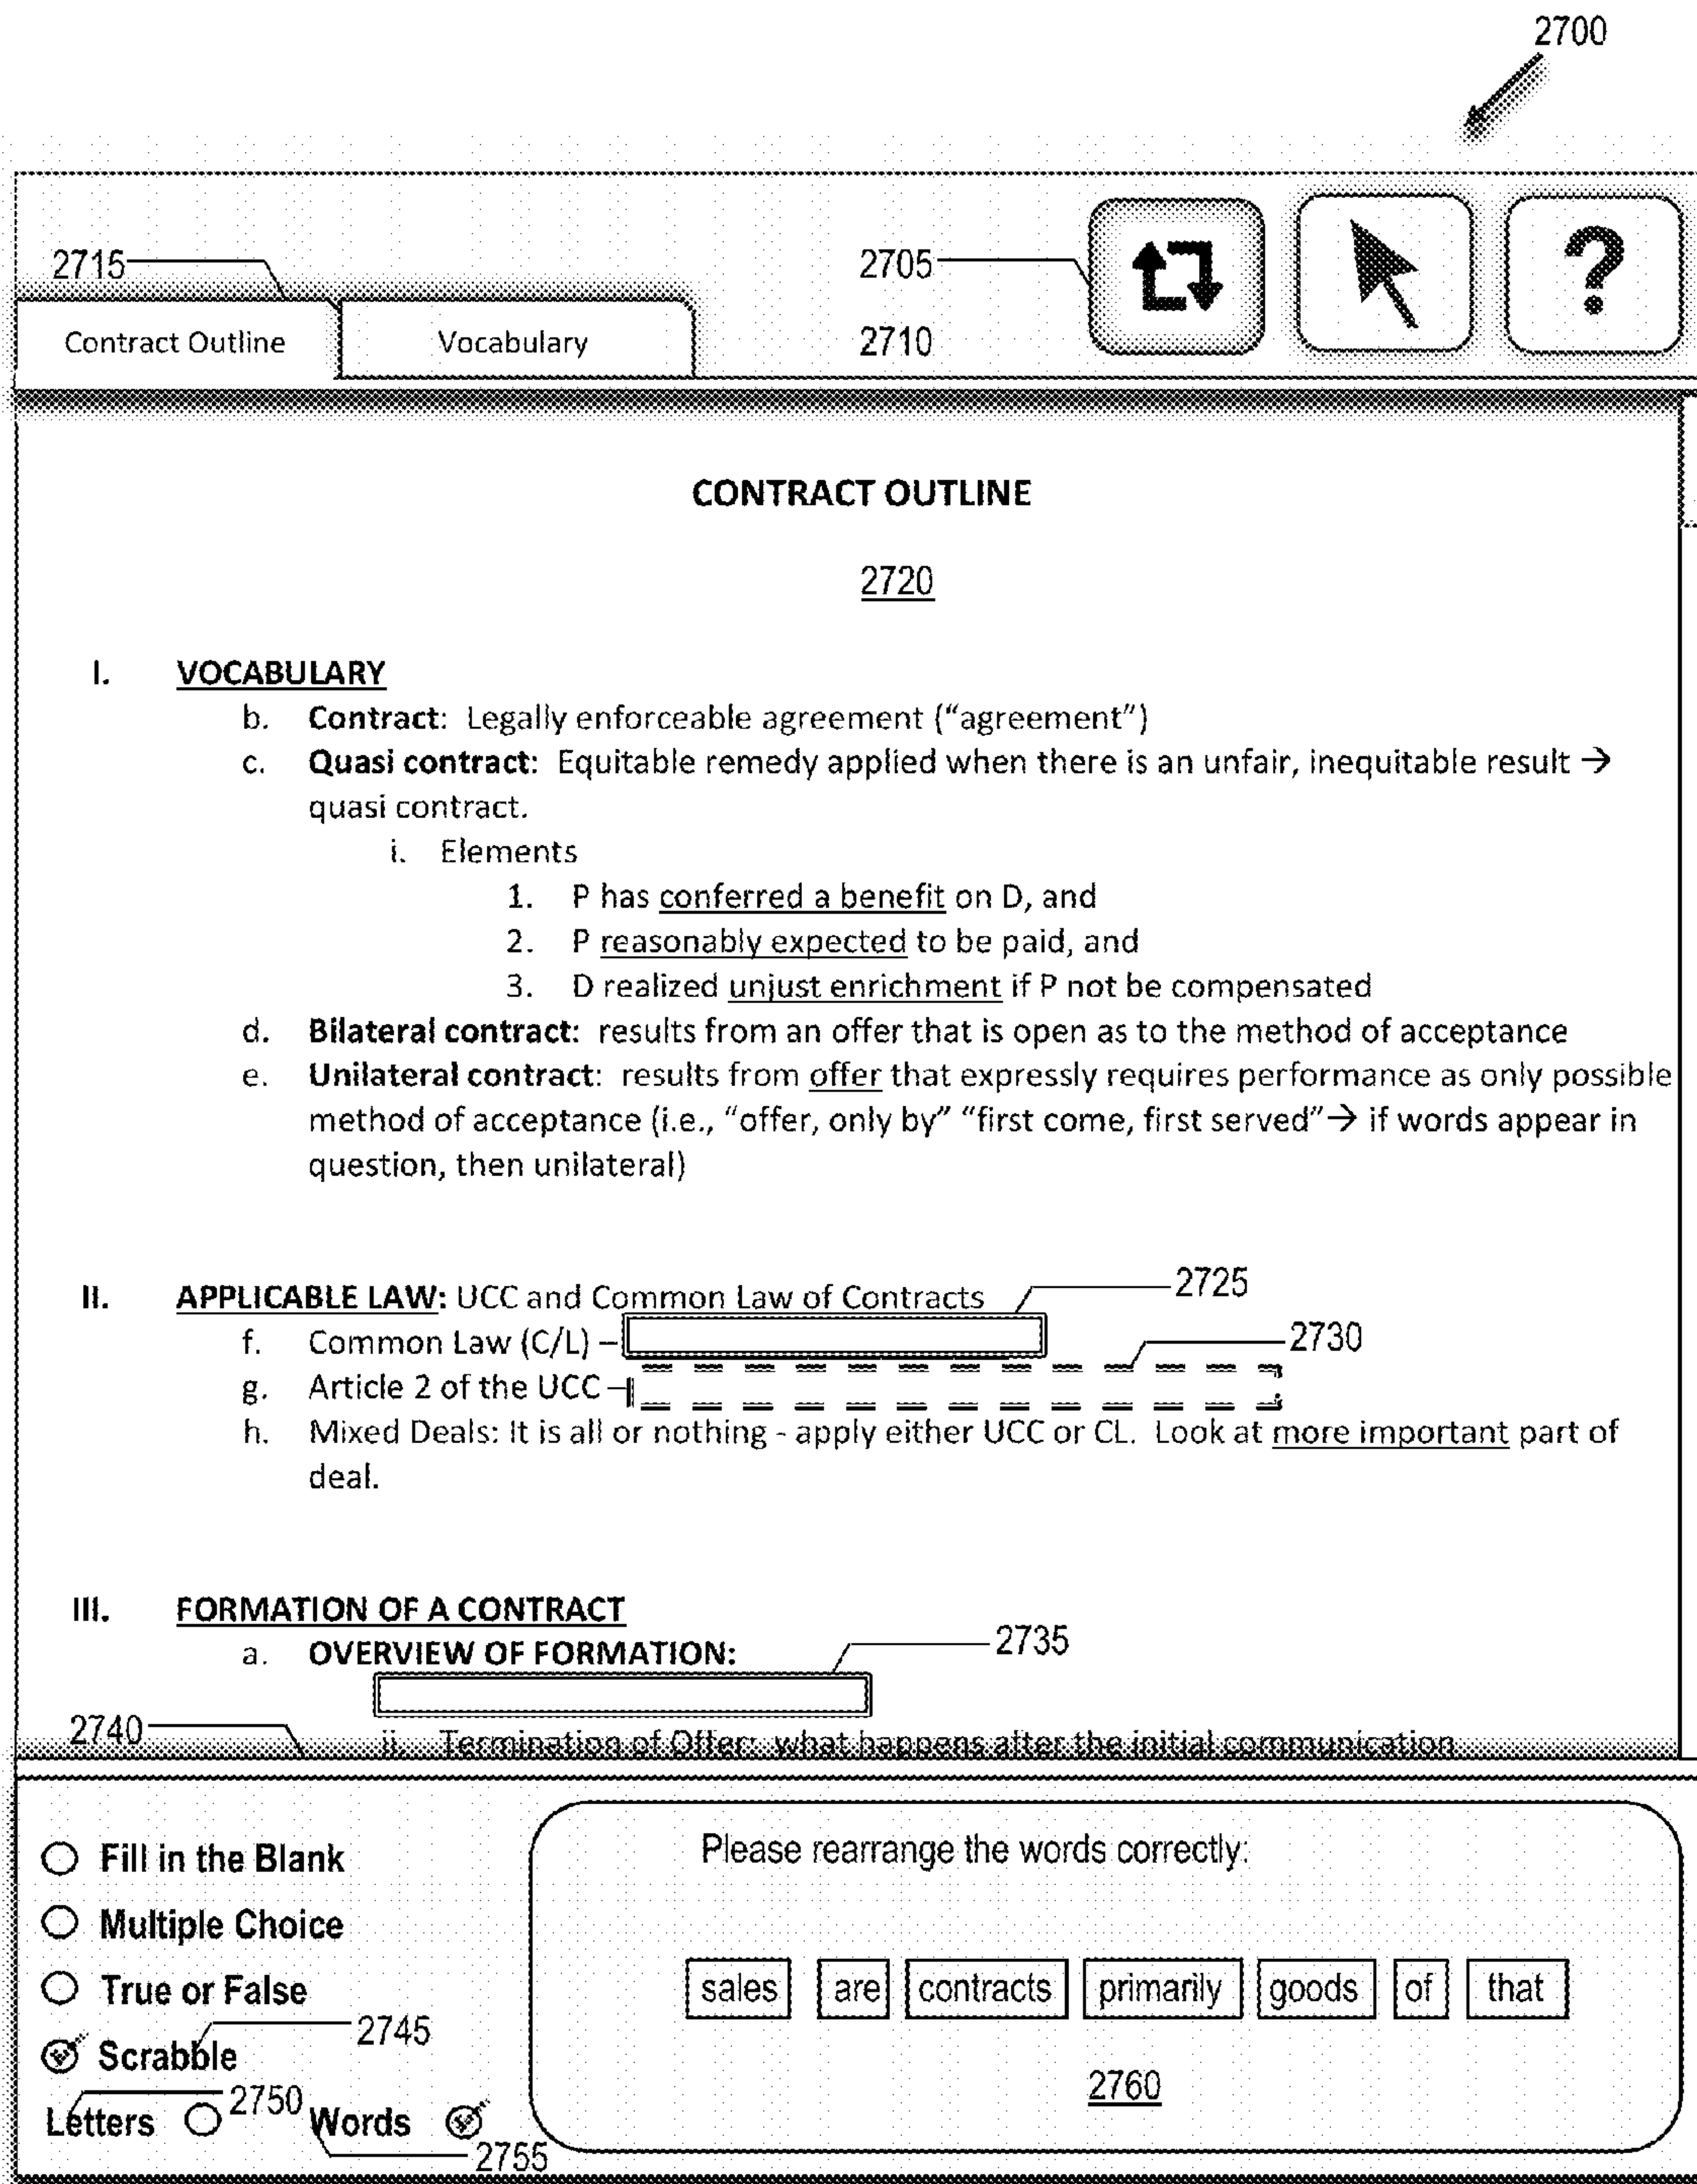 2700
2715
2705
Contract Outline
Vocabulary
2710
?
CONTRACT OUTLINE
2720
I. VOCABULARY
b. Contract: Legally enforceable agreement (“agreement”)
c. Quasi contract: Equitable remedy applied when there is an unfair, inequitable result →
quasi contract.
i. Elements
1. P has conferred a benefit on D, and
2. P reasonably expected to be paid, and
3. D realized unjust enrichment if P not be compensated
d. Bilateral contract: results from an offer that is open as to the method of acceptance
e. Unilateral contract: results from offer that expressly requires performance as only possible
method of acceptance (i.e., “offer, only by” “first come, first served”→ if words appear in
question, then unilateral)
2725
II. APPLICABLE LAW: UCC and Common Law of Contracts
f. Common Law (C/L) –
2730
g. Article 2 of the UCC –
h. Mixed Deals: It is all or nothing - apply either UCC or CL. Look at more important part of
deal.
III. FORMATION OF A CONTRACT
a. OVERVIEW OF FORMATION:
2735
2740
ii. Termination of Offer: what happens after the initial communication
Fill in the Blank
Multiple Choice
True or False
Scrabble
2745
Letters
2750
Words
2755
Please rearrange the words correctly:
sales are contracts primarily goods of that
2760